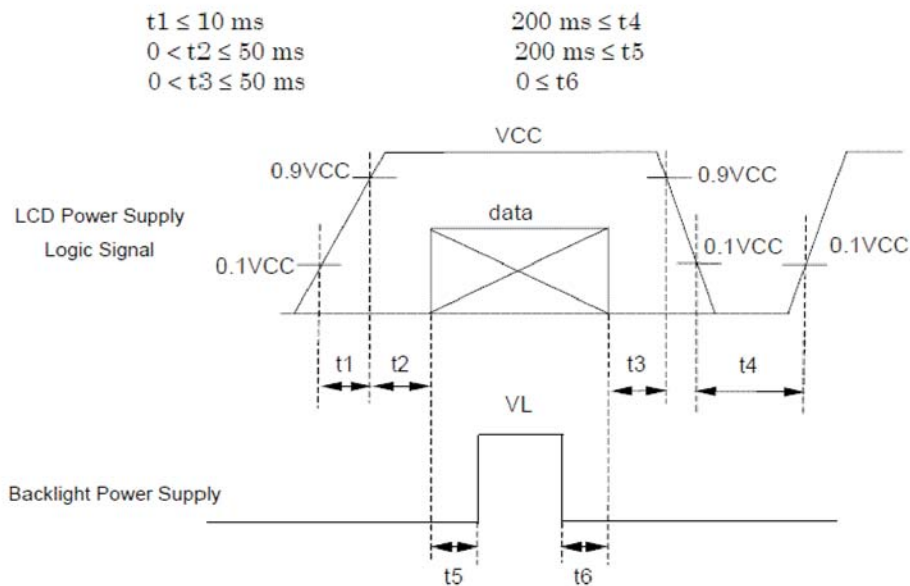 t1 ≤ 10 ms
200 ms ≤ t4
0 < t2 ≤ 50 ms
200 ms ≤ t5
0 < t3 ≤ 50 ms
0 ≤ t6
VCC
0.9VCC
0.9VCC
LCD Power Supply
Logic Signal
data
0.1VCC
0.1VCC
0.1VCC
t1
t2
t3
t4
VL
Backlight Power Supply
t5
t6